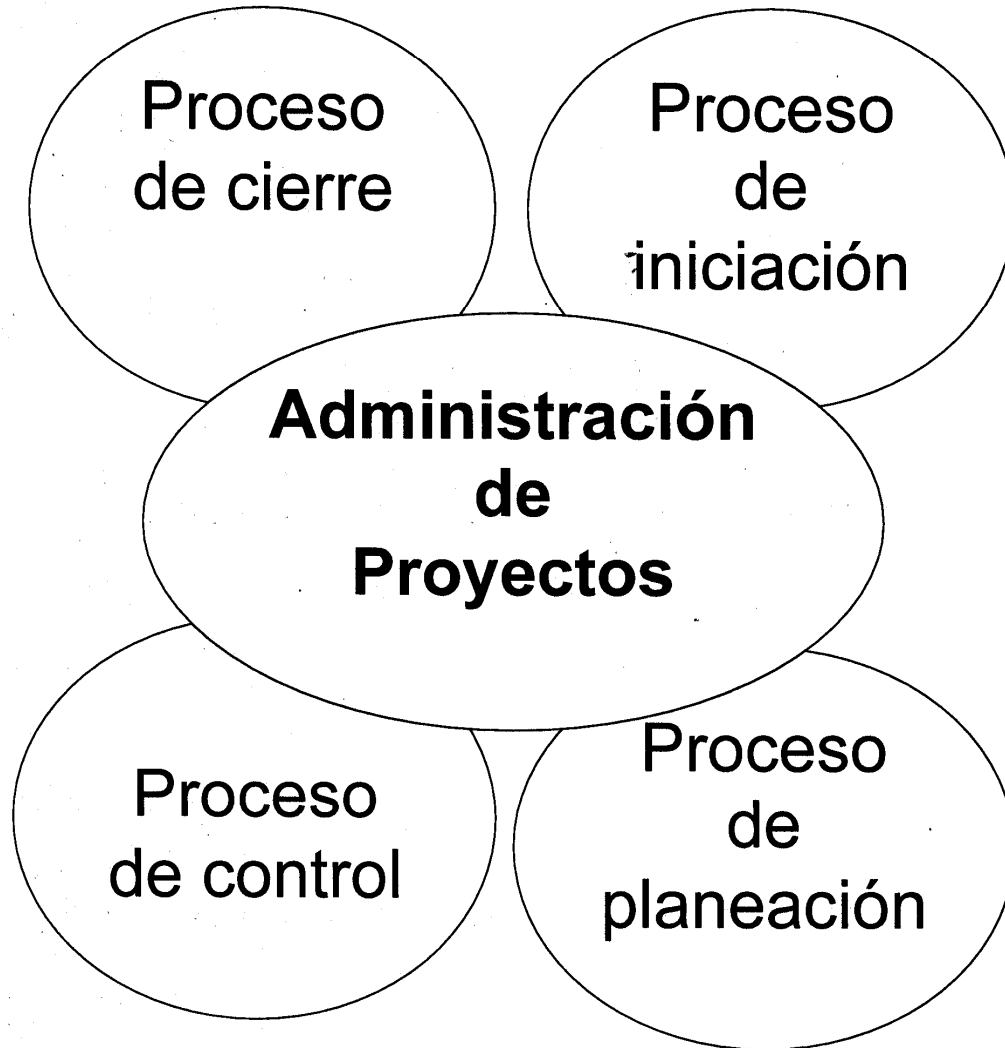 Proceso
de cierre
Proceso
de
iniciación
Administración
de
Proyectos
Proceso
de control
Proceso
de
planeación